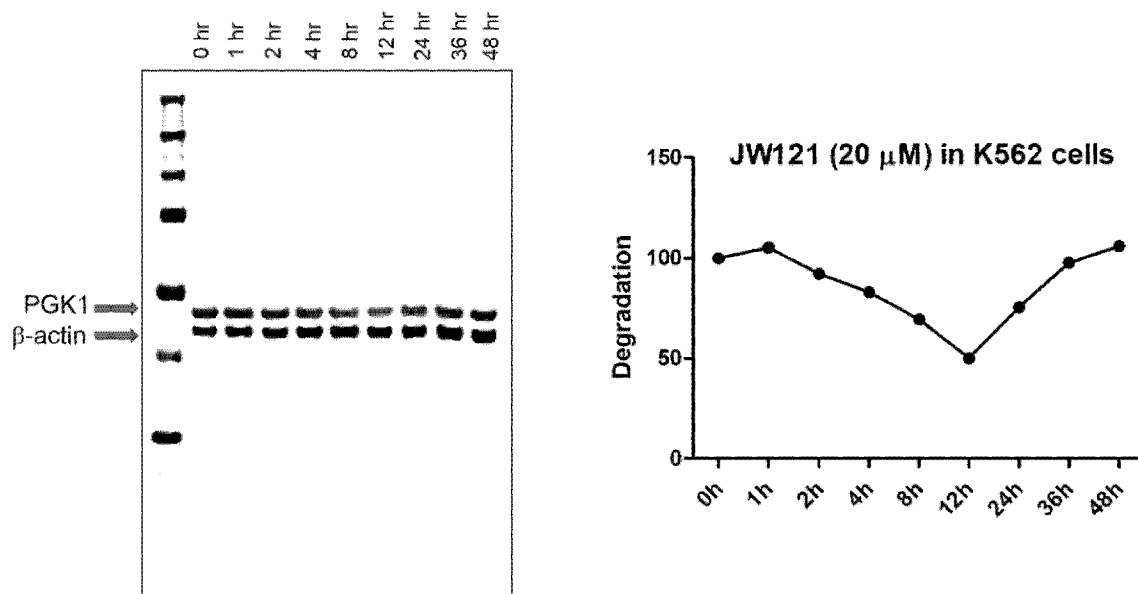 0 hr
1 hr
2 hr
4 hr
8 hr
12 hr
24 hr
36 hr
48 hr
PGK1
β-actin
JW121 (20 μM) in K562 cells
Degradation
150
100
50
0
0h
1h
2h
4h
8h
12h
24h
36h
48h